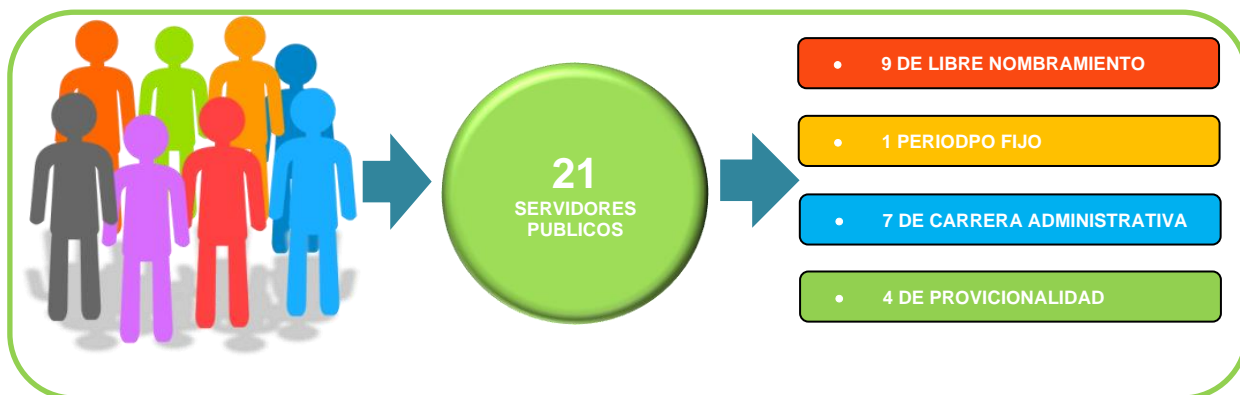 21
SERVIDORES
PUBLICOS
• 9 DE LIBRE NOMBRAMIENTO
• 1 PERIODPO FIJO
• 7 DE CARRERA ADMINISTRATIVA
• 4 DE PROVICIONALIDAD